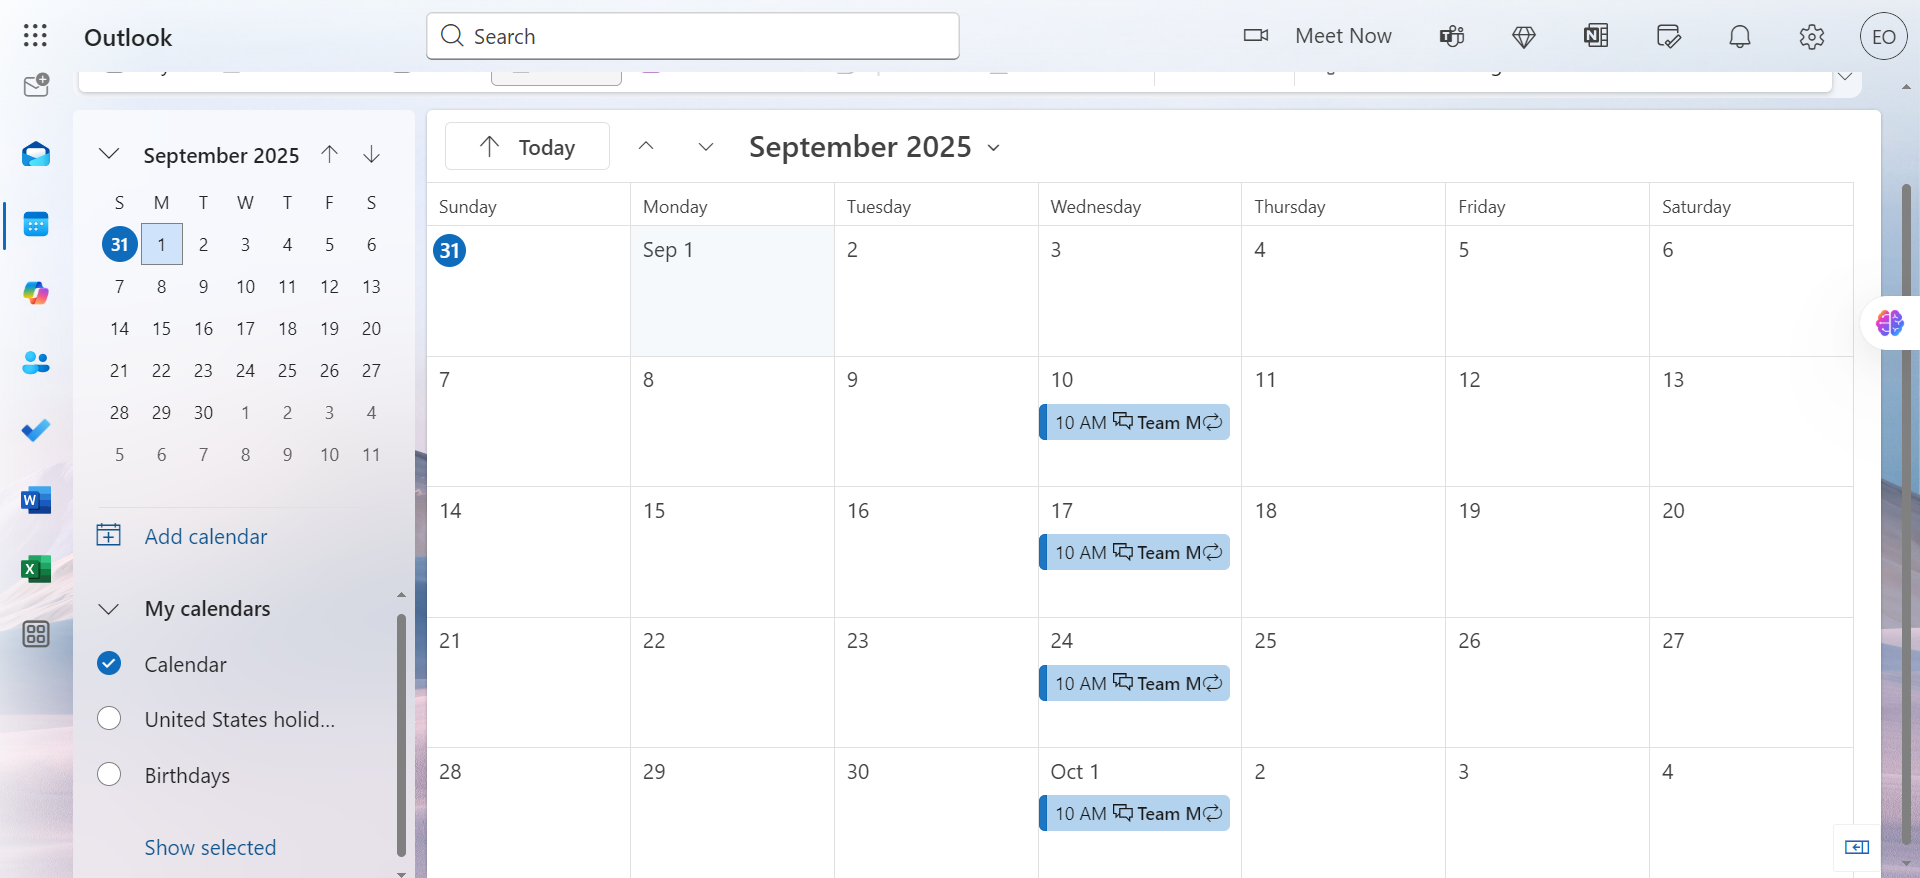 Outlook
Search
Meet Now
EO
September 2025
S M T W T F S
31 1 2 3 4 5 6
7 8 9 10 11 12 13
14 15 16 17 18 19 20
21 22 23 24 25 26 27
28 29 30 1 2 3 4
5 6 7 8 9 10 11
Add calendar
My calendars
Calendar
United States holid...
Birthdays
Show selected
Today
September 2025
Sunday Monday Tuesday Wednesday Thursday Friday Saturday
31 Sep 1 2 3 4 5 6
7 8 9 10 11 12 13
10 AM Team M
14 15 16 17 18 19 20
10 AM Team M
21 22 23 24 25 26 27
10 AM Team M
28 29 30 Oct 1 2 3 4
10 AM Team M